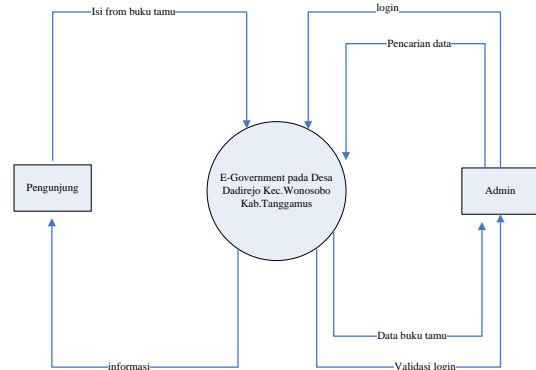 Isi from buku tamu
login
Pencarian data
Pengunjung
E-Government pada Desa
Dadirejo Kec.Wonosobo
Kab.Tanggamus
Admin
Data buku tamu
informasi
Validasi login